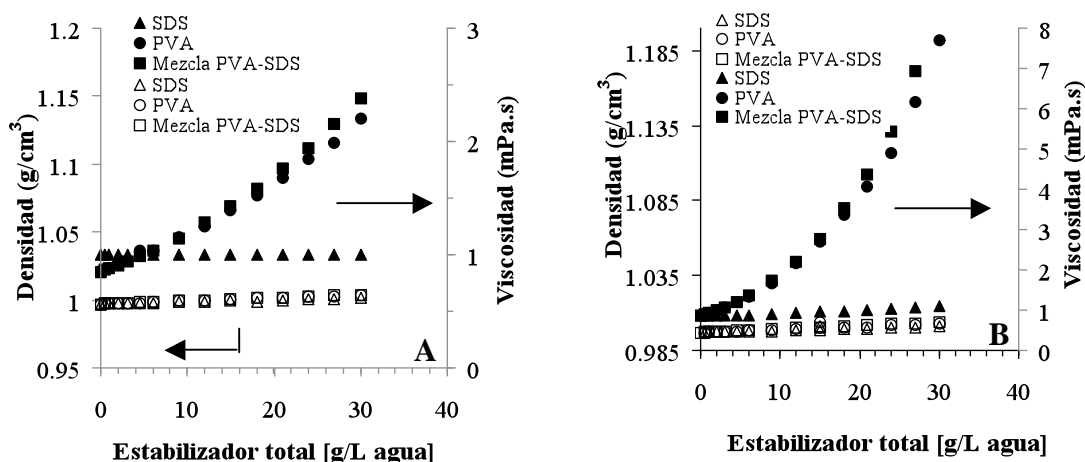 SDS
PVA
Mezcla PVA-SDS
SDS
PVA
Mezcla PVA-SDS
1.2
1.15
1.1
1.05
1
0.95
Densidad (g/cm³)
3
2
1
0
Viscosidad (mPa.s)
0
10
20
30
40
A
Estabilizador total [g/L agua]
SDS
PVA
Mezcla PVA-SDS
SDS
PVA
Mezcla PVA-SDS
1.185
1.135
1.085
1.035
0.985
Densidad (g/cm³)
8
7
6
5
4
3
2
1
0
Viscosidad (mPa.s)
0
10
20
30
40
B
Estabilizador total [g/L agua]